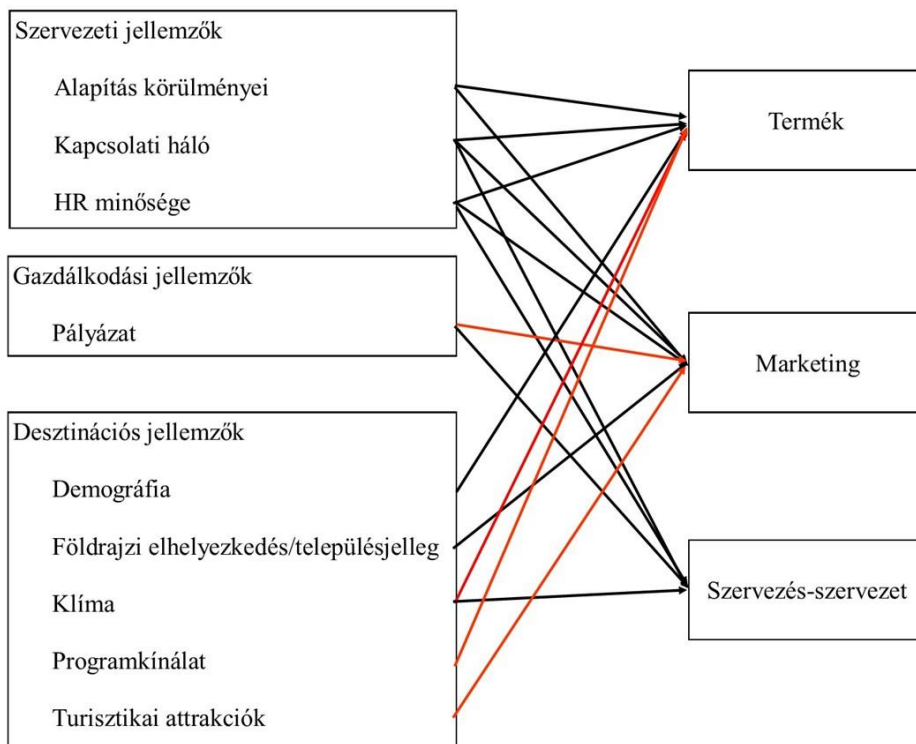 Szervezeti jellemzők
Alapítás körülményei
Kapcsolati háló
HR minősége
Gazdálkodási jellemzők
Pályázat
Desztinációs jellemzők
Demográfia
Földrajzi elhelyezkedés/településjelleg
Klíma
Programkínálat
Turisztikai attrakciók
Termék
Marketing
Szervezés-szervezet